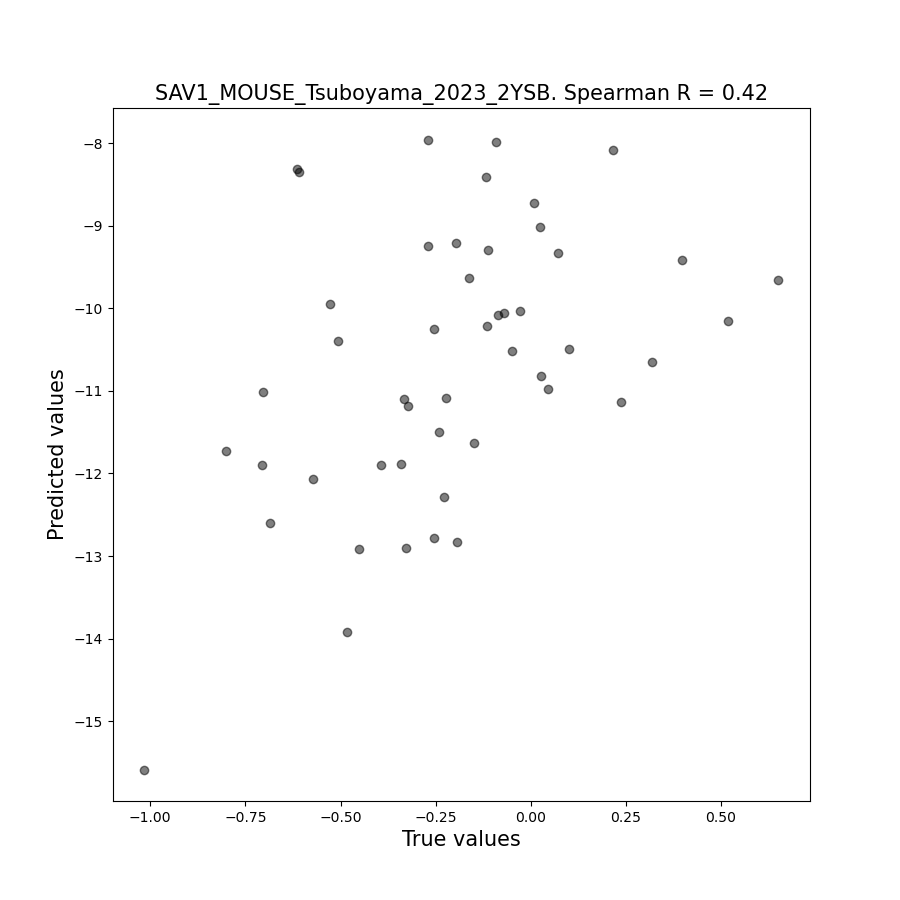 SAV1_MOUSE_Tsuboyama_2023_2YSB. Spearman R = 0.42
Predicted values
−8
−9
−10
−11
−12
−13
−14
−15
−1.00 −0.75 −0.50 −0.25 0.00 0.25 0.50
True values